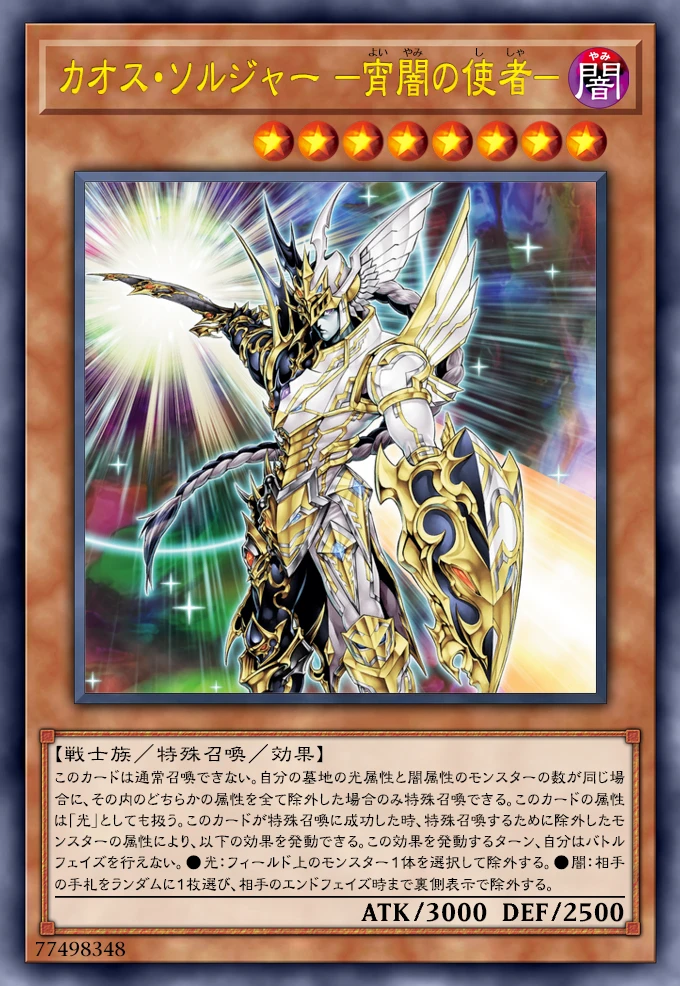 よい やみ し しゃ
カオス・ソルジャー －宵闇の使者－
やみ
闇
【戦士族／特殊召喚／効果】
このカードは通常召喚できない。自分の墓地の光属性と闇属性のモンスターの数が同じ場
合に、その内のどちらかの属性を全て除外した場合のみ特殊召喚できる。このカードの属性
は「光」としても扱う。このカードが特殊召喚に成功した時、特殊召喚するために除外したモ
ンスターの属性により、以下の効果を発動できる。この効果を発動するターン、自分はバトル
フェイズを行えない。●光：フィールド上のモンスター１体を選択して除外する。●闇：相手
の手札をランダムに１枚選び、相手のエンドフェイズ時まで裏側表示で除外する。
ATK/3000 DEF/2500
77498348